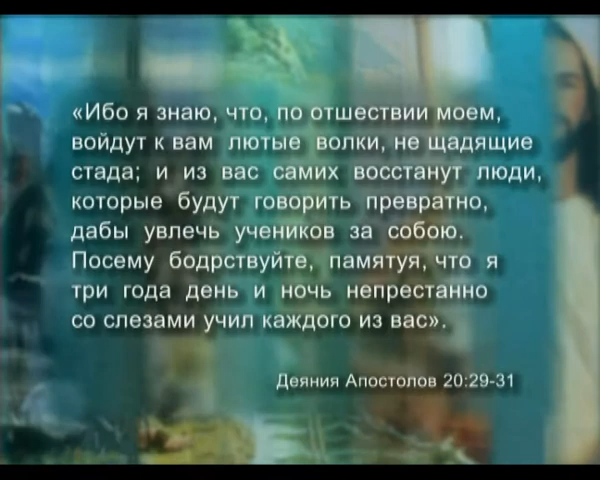 «Ибо я знаю, что, по отшествии моем,
войдут к вам лютые волки, не щадящие
стада; и из вас самих восстанут люди,
которые будут говорить превратно,
дабы увлечь учеников за собою.
Посему бодрствуйте, памятуя, что я
три года день и ночь непрестанно
со слезами учил каждого из вас».
Деяния Апостолов 20:29-31